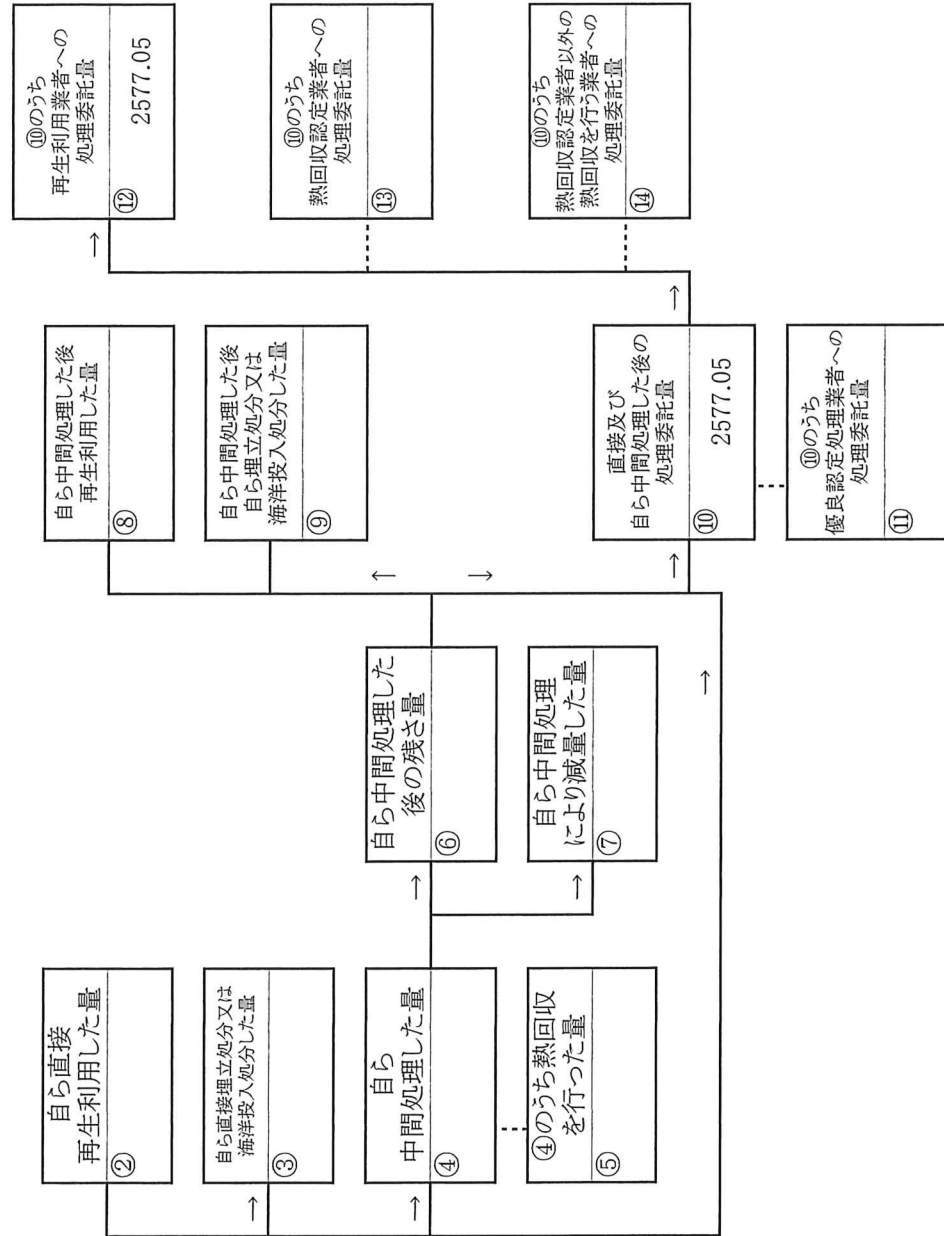 自ら直接
再生利用した量
②
自ら直接埋立処分又は
海洋投入処分した量
③
自ら
中間処理した量
④
④のうち熱回収
を行った量
⑤
自ら中間処理した
後の残さ量
⑥
自ら中間処理
により減量した量
⑦
自ら中間処理した後
再生利用した量
⑧
自ら中間処理した後
自ら埋立処分又は
海洋投入処分した量
⑨
直接及び
自ら中間処理した後の
処理委託量
⑩
2577.05
⑩のうち
優良認定処理業者への
処理委託量
⑪
⑩のうち
再生利用業者への
処理委託量
⑫
2577.05
⑩のうち
熱回収認定業者への
処理委託量
⑬
⑩のうち
熱回収認定業者以外の
熱回収を行う業者への
処理委託量
⑭